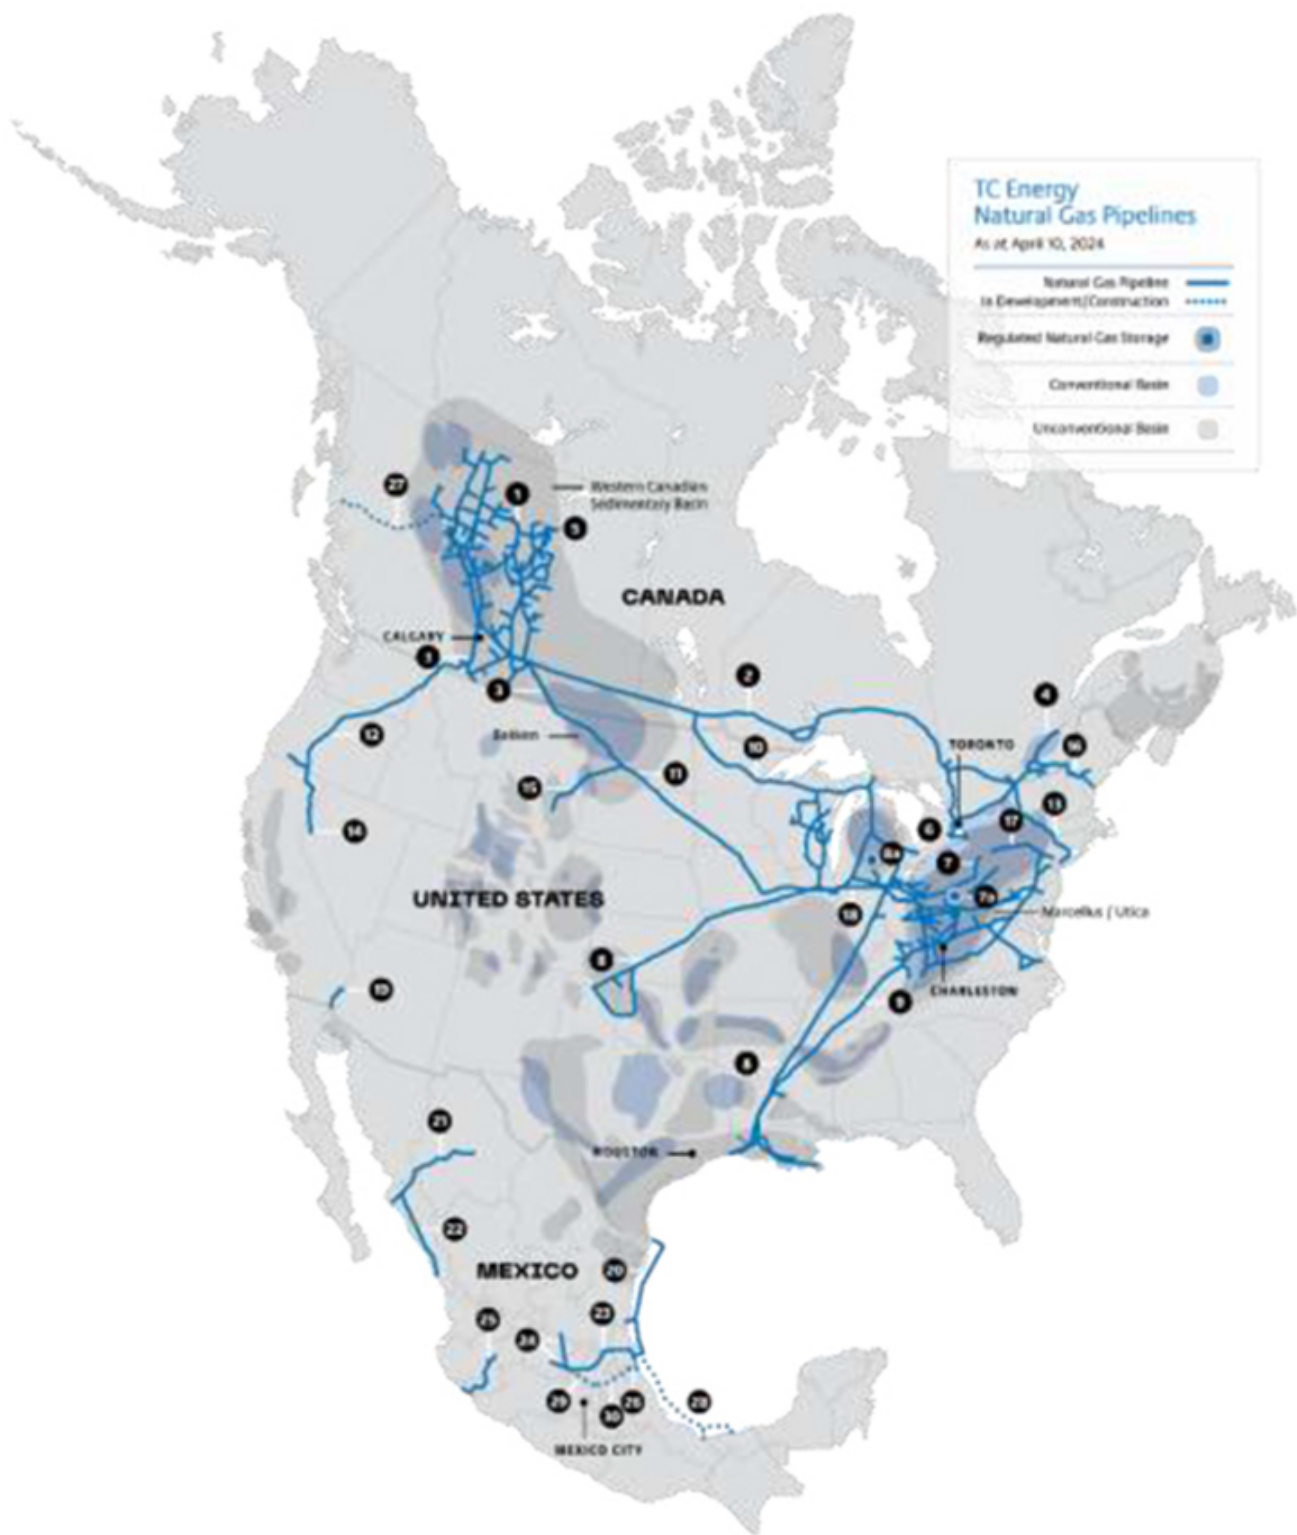 TC Energy
Natural Gas Pipelines
As at April 10, 2024
Natural Gas Pipeline
In Development/Construction
Regulated Natural Gas Storage
Conventional Basin
Unconventional Basin
27
1
Western Canadian
Sedimentary Basin
5
CANADA
CALGARY
1
3
2
4
12
Bakken
10
TORONTO
16
11
15
13
14
6
17
8a
7
UNITED STATES
7a
18
Marcellus / Utica
8
19
CHARLESTON
9
21
HOUSTON
22
MEXICO
20
25
23
24
29
30
26
28
MEXICO CITY